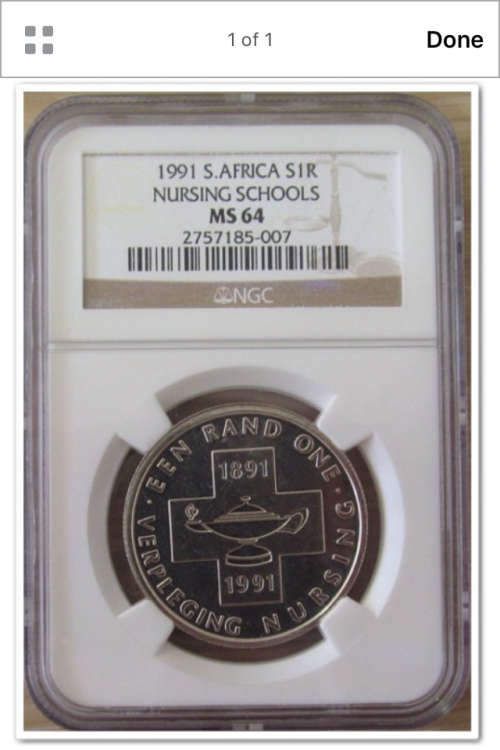 1 of 1
Done
1991 S.AFRICA S1R
NURSING SCHOOLS
MS 64
2757185-007
NGC
EEN RAND ONE
1891
1991
VERPLEGING NURSING